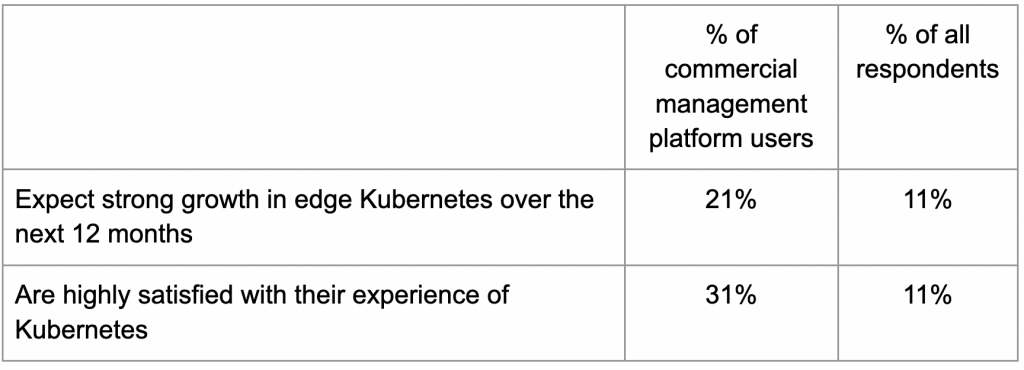 % of
commercial
management
platform users
% of all
respondents
Expect strong growth in edge Kubernetes over the
next 12 months
21%
11%
Are highly satisfied with their experience of
Kubernetes
31%
11%